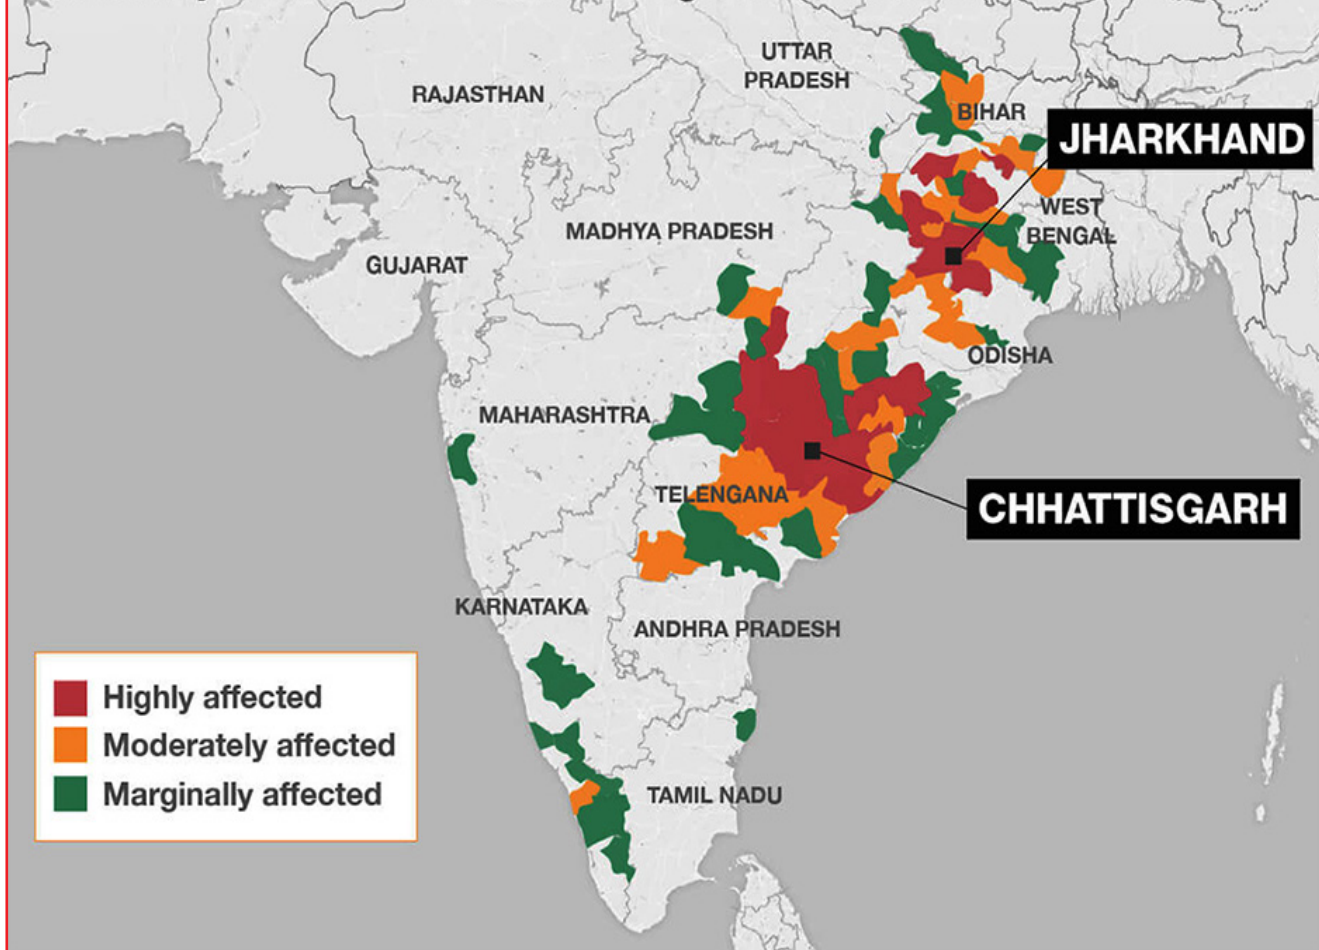 UTTAR
PRADESH
RAJASTHAN
BIHAR
JHARKHAND
WEST
BENGAL
MADHYA PRADESH
GUJARAT
ODISHA
MAHARASHTRA
TELENGANA
CHHATTISGARH
KARNATAKA
ANDHRA PRADESH
Highly affected
Moderately affected
Marginally affected
TAMIL NADU